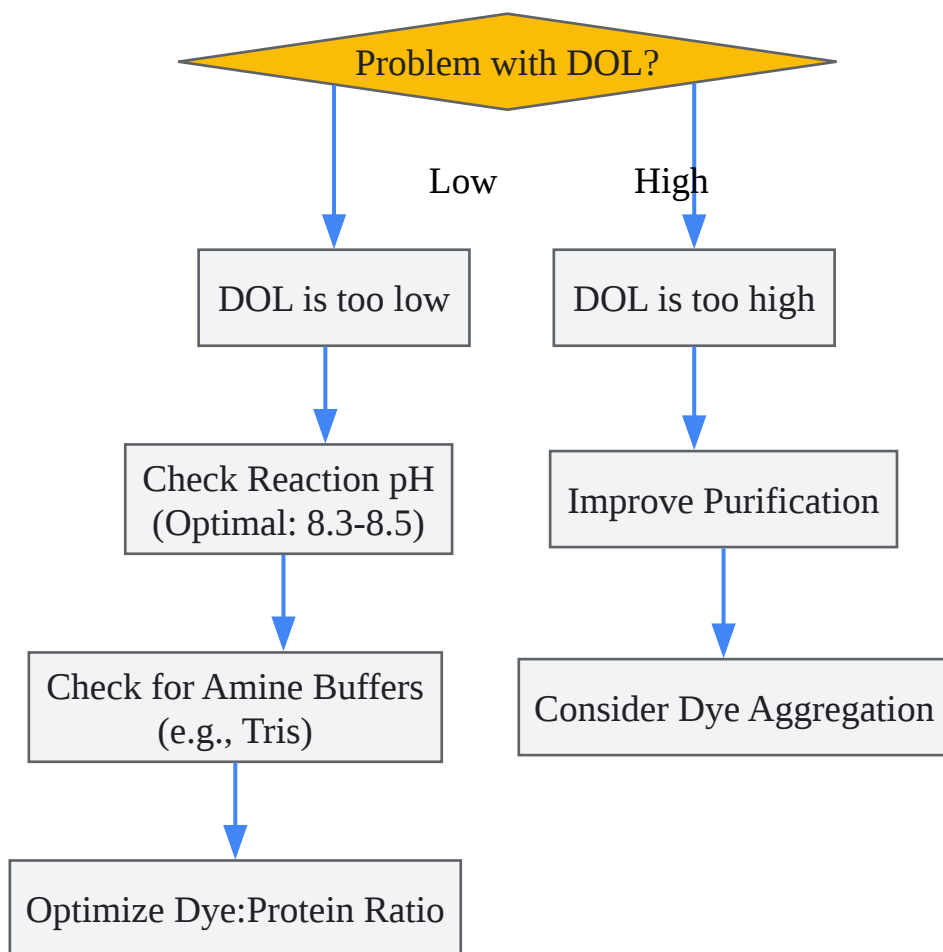 Problem with DOL?
Low
High
DOL is too low
DOL is too high
Check Reaction pH
(Optimal: 8.3-8.5)
Improve Purification
Check for Amine Buffers
(e.g., Tris)
Consider Dye Aggregation
Optimize Dye:Protein Ratio